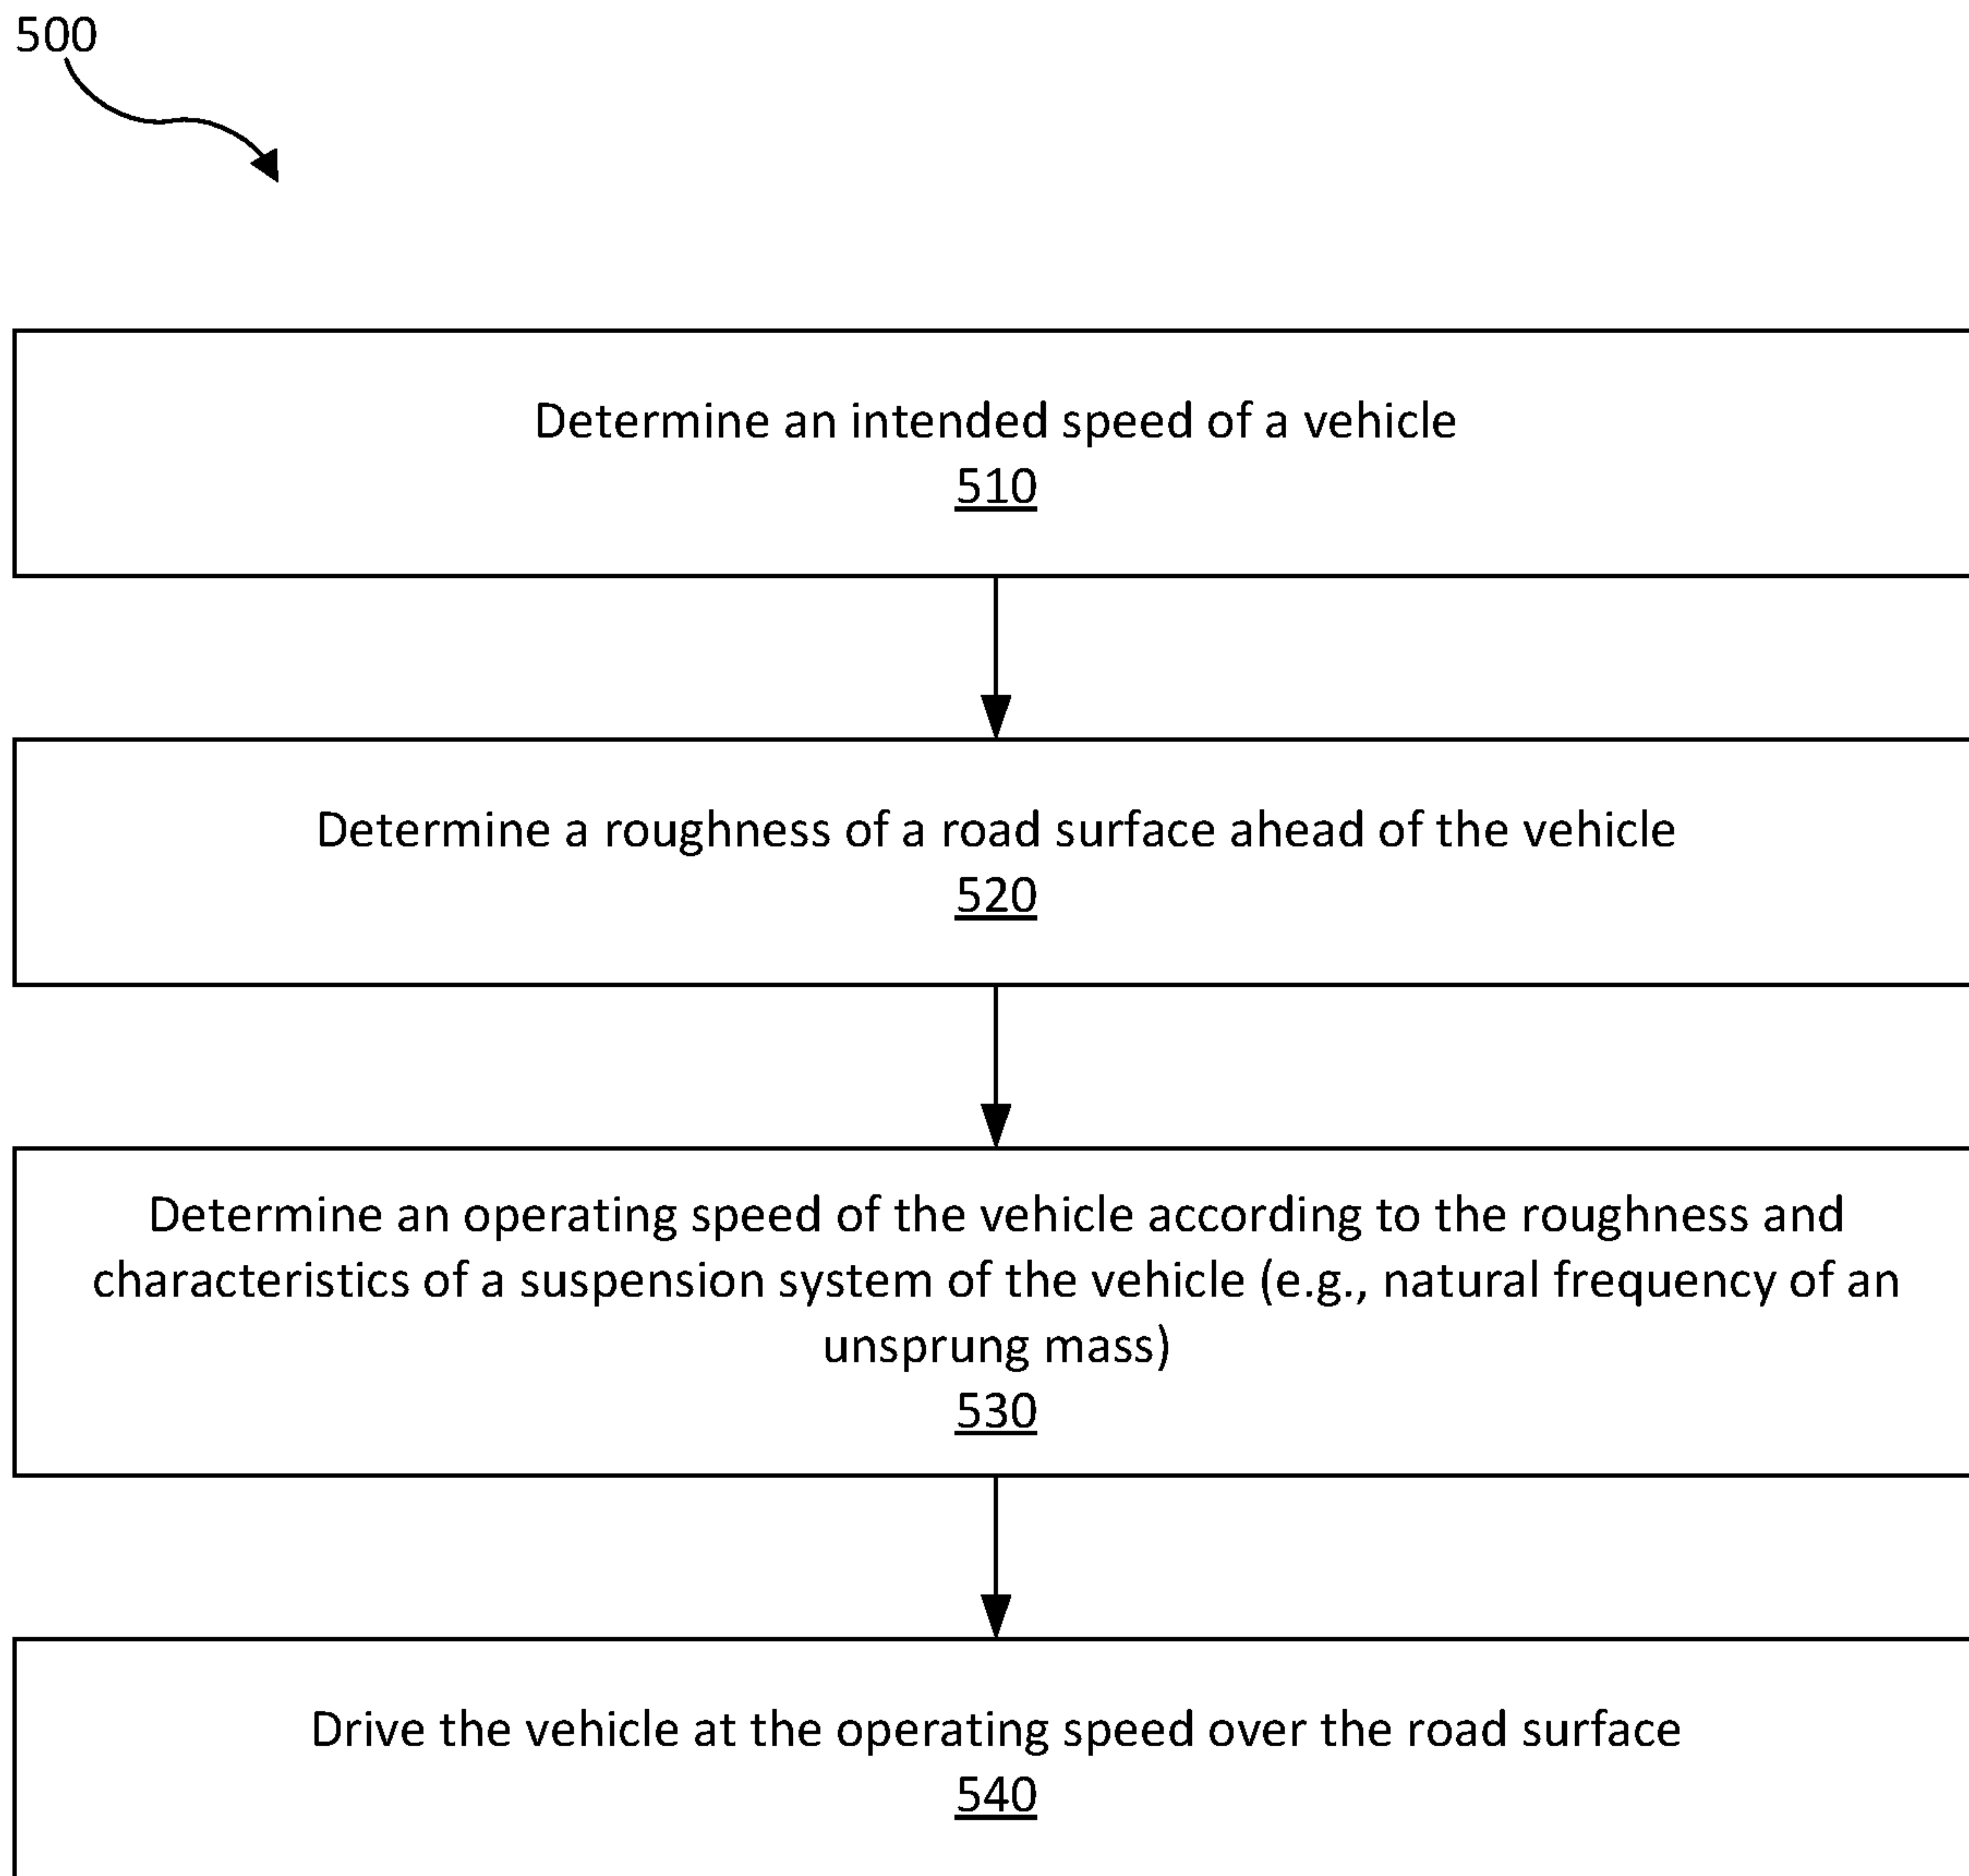 500
Determine an intended speed of a vehicle
510
Determine a roughness of a road surface ahead of the vehicle
520
Determine an operating speed of the vehicle according to the roughness and
characteristics of a suspension system of the vehicle (e.g., natural frequency of an
unsprung mass)
530
Drive the vehicle at the operating speed over the road surface
540